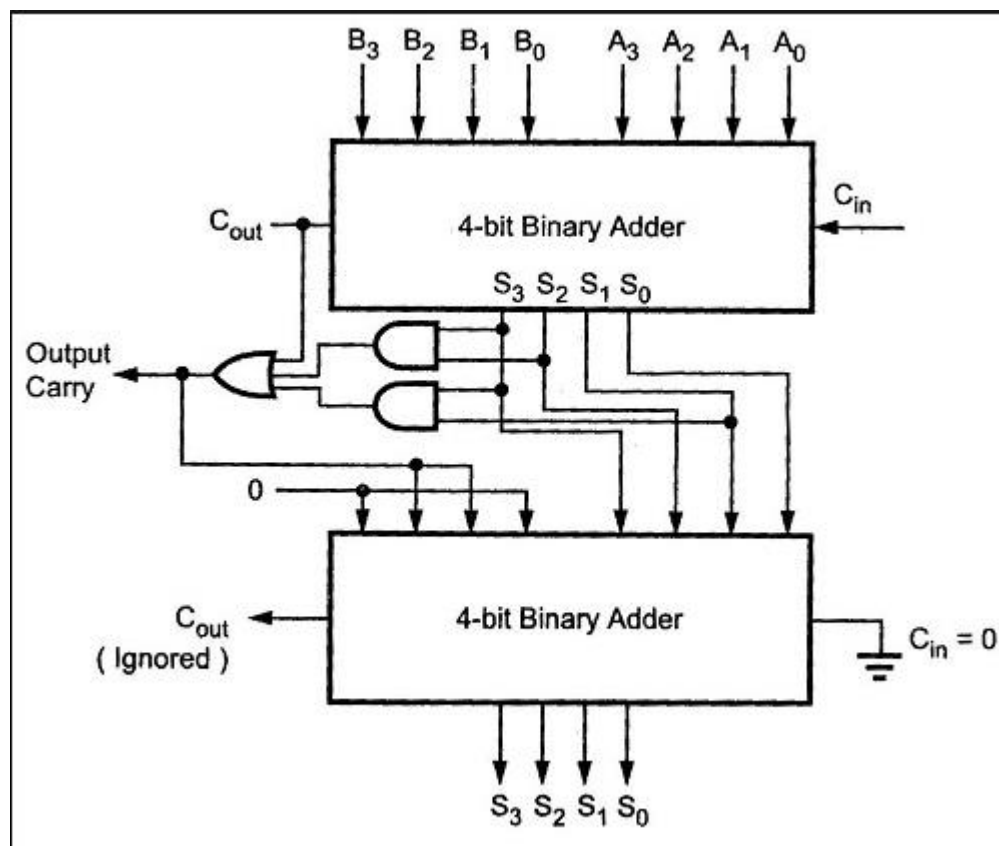 B3 B2 B1 B0 A3 A2 A1 A0
Cin
Cout
4-bit Binary Adder
S3 S2 S1 S0
Output
Carry
0
4-bit Binary Adder
Cout
( Ignored )
Cin = 0
S3 S2 S1 S0